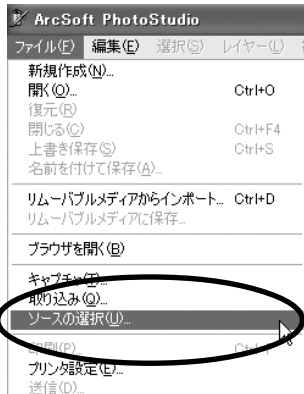 ArcSoft PhotoStudio
ファイル(F) 編集(E) 選択(S) レイヤー(L)
新規作成(N)...
開く(O)... Ctrl+O
復元(R)
閉じる(C) Ctrl+F4
上書き保存(S) Ctrl+S
名前を付けて保存(A)...
リムーバブルメディアからインポート... Ctrl+D
リムーバブルメディアに保存...
ブラウザを開く(B)
キャプチャ(T)...
取り込み(Q)...
ソースの選択(U)...
印刷(P)...
プリンタ設定(E)...
送信(D)...